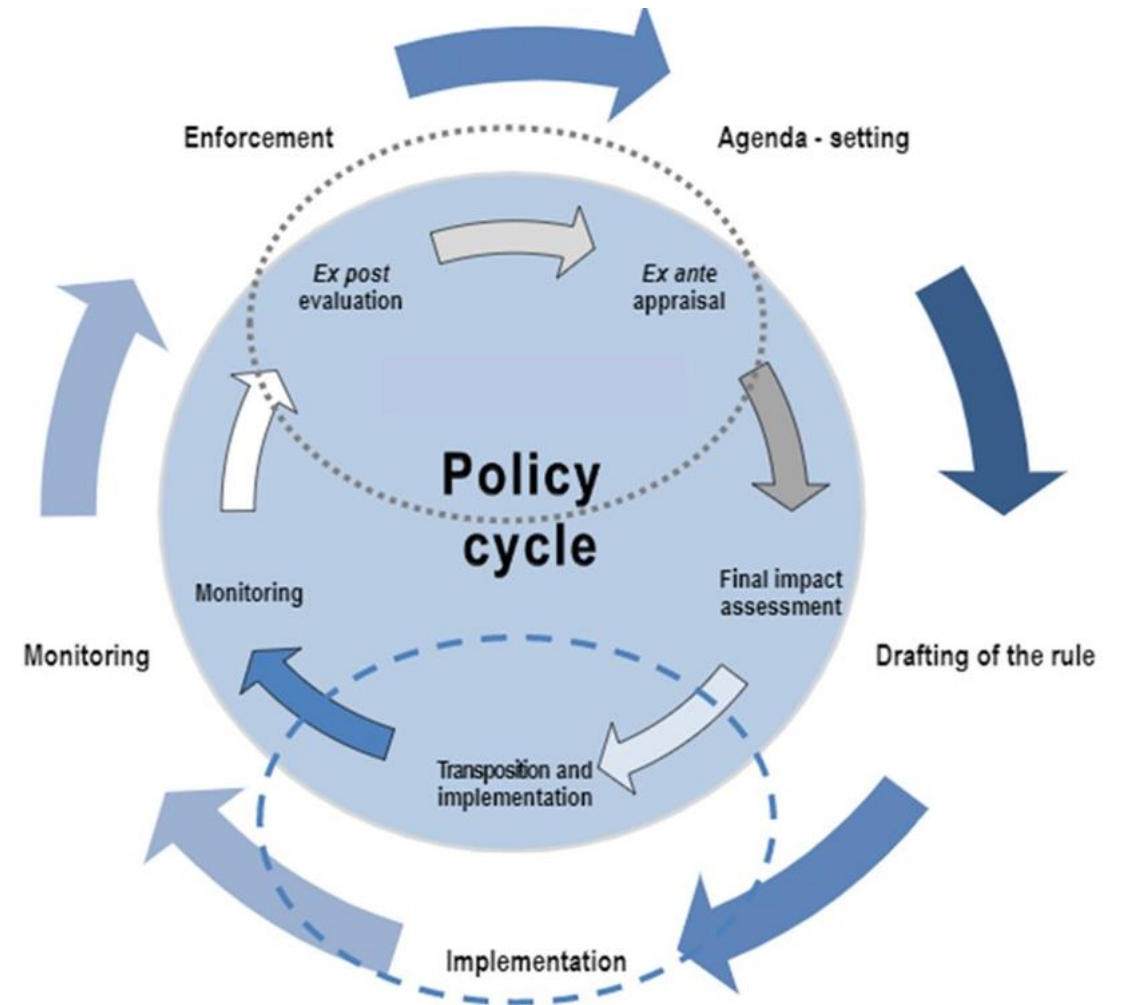 Enforcement
Agenda - setting
Ex post
evaluation
Ex ante
appraisal
Policy
cycle
Final impact
assessment
Monitoring
Monitoring
Drafting of the rule
Transposition and
implementation
Implementation